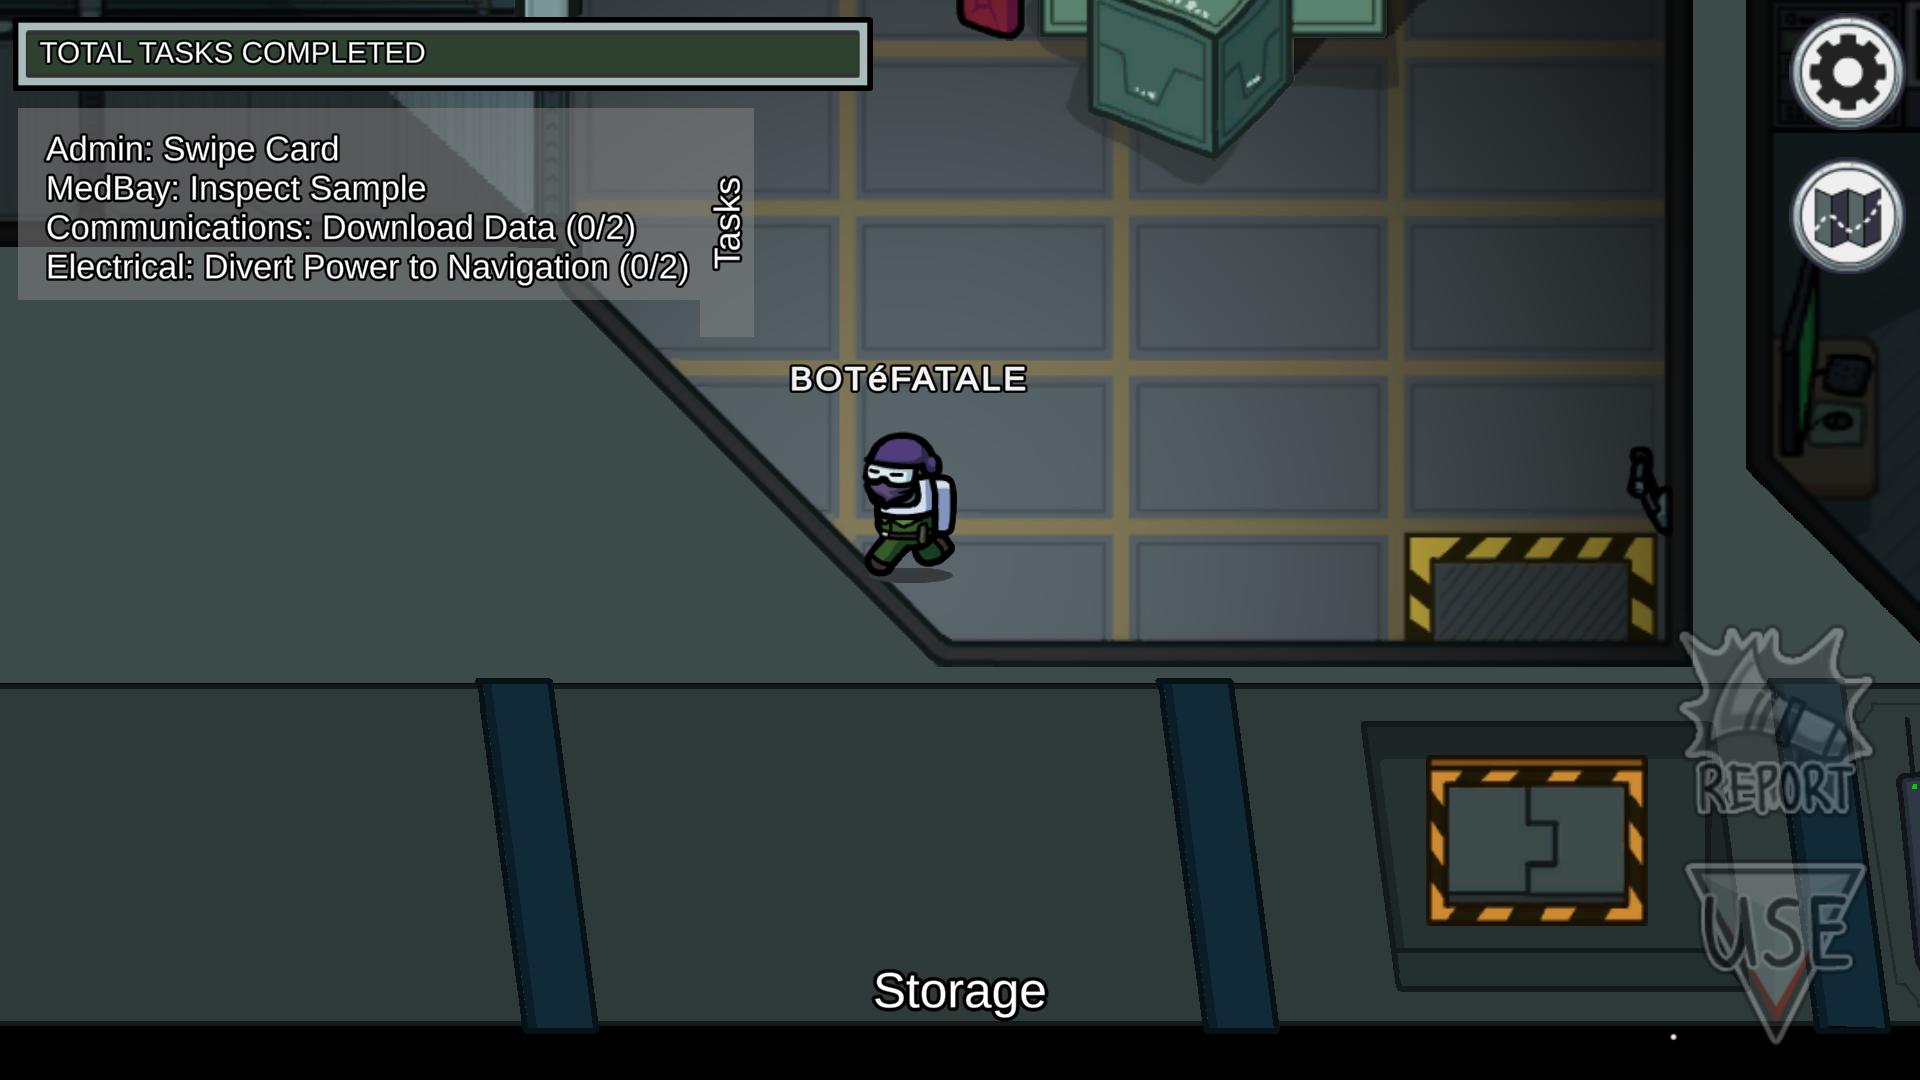 TOTAL TASKS COMPLETED
Admin: Swipe Card
MedBay: Inspect Sample
Communications: Download Data (0/2)
Electrical: Divert Power to Navigation (0/2)
Tasks
BOTéFATALE
REPORT
USE
Storage